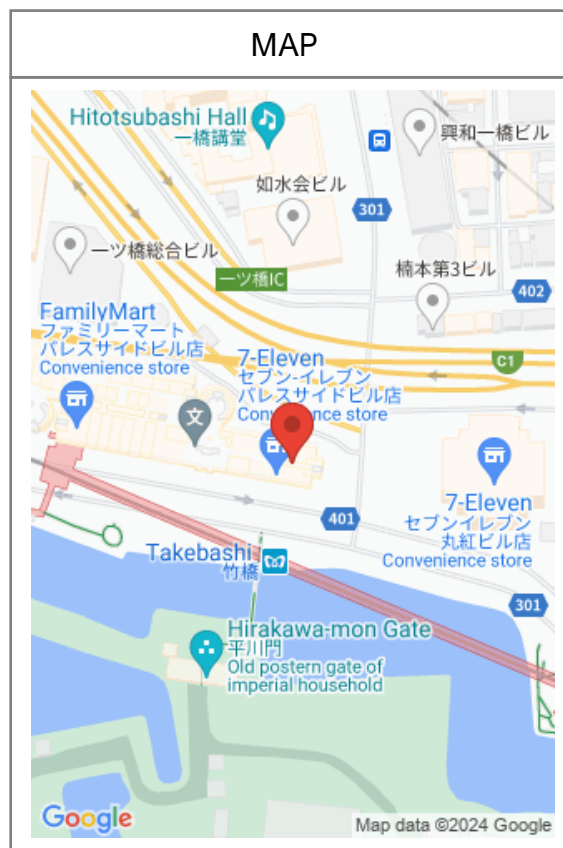 MAP
Hitotsubashi Hall
一橋講堂
興和一橋ビル
如水会ビル
301
一ツ橋総合ビル
一ツ橋IC
楠本第3ビル
402
FamilyMart
ファミリーマート
パレスサイドビル店
Convenience store
7-Eleven
セブン-イレブン
パレスサイドビル店
Convenience store
C1
文
7-Eleven
セブンイレブン
丸紅ビル店
Convenience store
401
Takebashi
竹橋
301
Hirakawa-mon Gate
平川門
Old postern gate of
imperial household
Google
Map data ©2024 Google